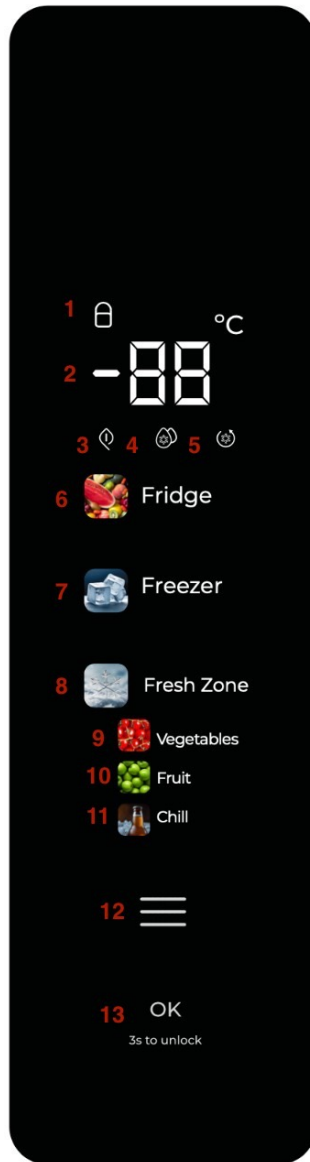 1
°C
2 -88
3 4 5
6 Fridge
7 Freezer
8 Fresh Zone
9 Vegetables
10 Fruit
11 Chill
12
13 OK
3s to unlock